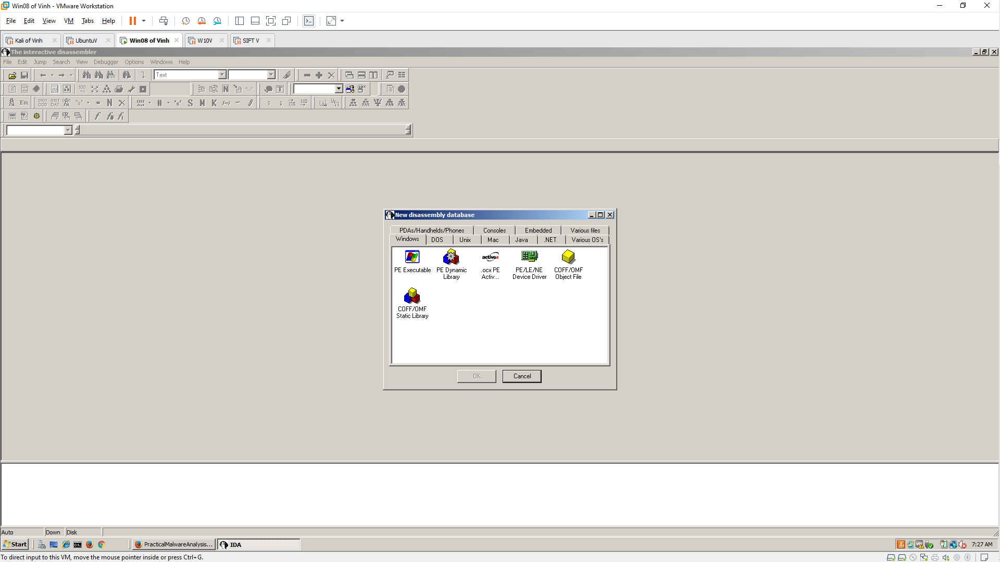 Win08 of Vinh - VMware Workstation
File Edit View VM Tabs Help
Kali of Vinh UbuntuV Win08 of Vinh W10V SIFT V
The interactive disassembler
File Edit Jump Search View Debugger Options Windows Help
Text
En
New disassembly database
PDAs/Handhelds/Phones Consoles Embedded Various files
Windows DOS Unix Mac Java .NET Various OS's
PE Executable
PE Dynamic Library
.ocx PE Activ...
PE/LE/NE Device Driver
COFF/OMF Object File
COFF/OMF Static Library
OK Cancel
Auto Down Disk
Start PracticalMalwareAnalysis... IDA 7:27 AM
To direct input to this VM, move the mouse pointer inside or press Ctrl+G.